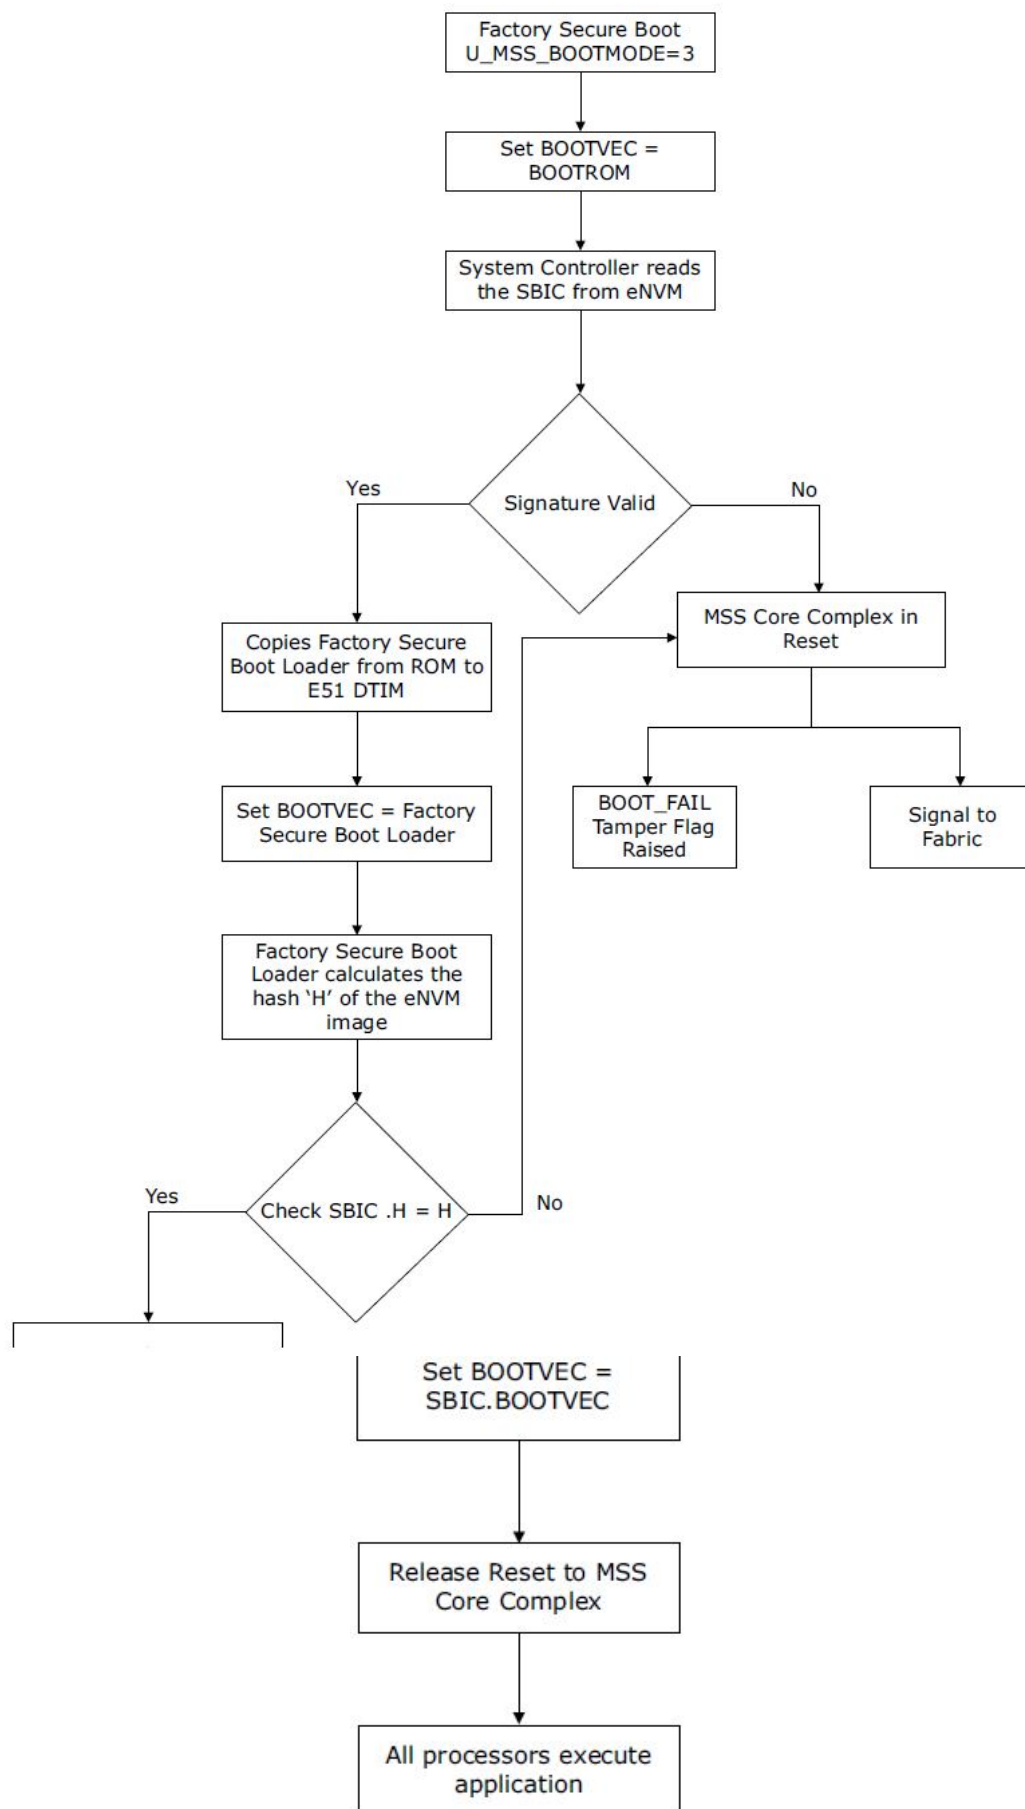 Factory Secure Boot
U_MSS_BOOTMODE=3
Set BOOTVEC =
BOOTROM
System Controller reads
the SBIC from eNVM
Signature Valid
Yes
No
Copies Factory Secure
Boot Loader from ROM to
E51 DTIM
MSS Core Complex in
Reset
Set BOOTVEC = Factory
Secure Boot Loader
BOOT_FAIL
Tamper Flag
Raised
Signal to
Fabric
Factory Secure Boot
Loader calculates the
hash ‘H’ of the eNVM
image
Check SBIC .H = H
Yes
No
Set BOOTVEC =
SBIC.BOOTVEC
Release Reset to MSS
Core Complex
All processors execute
application